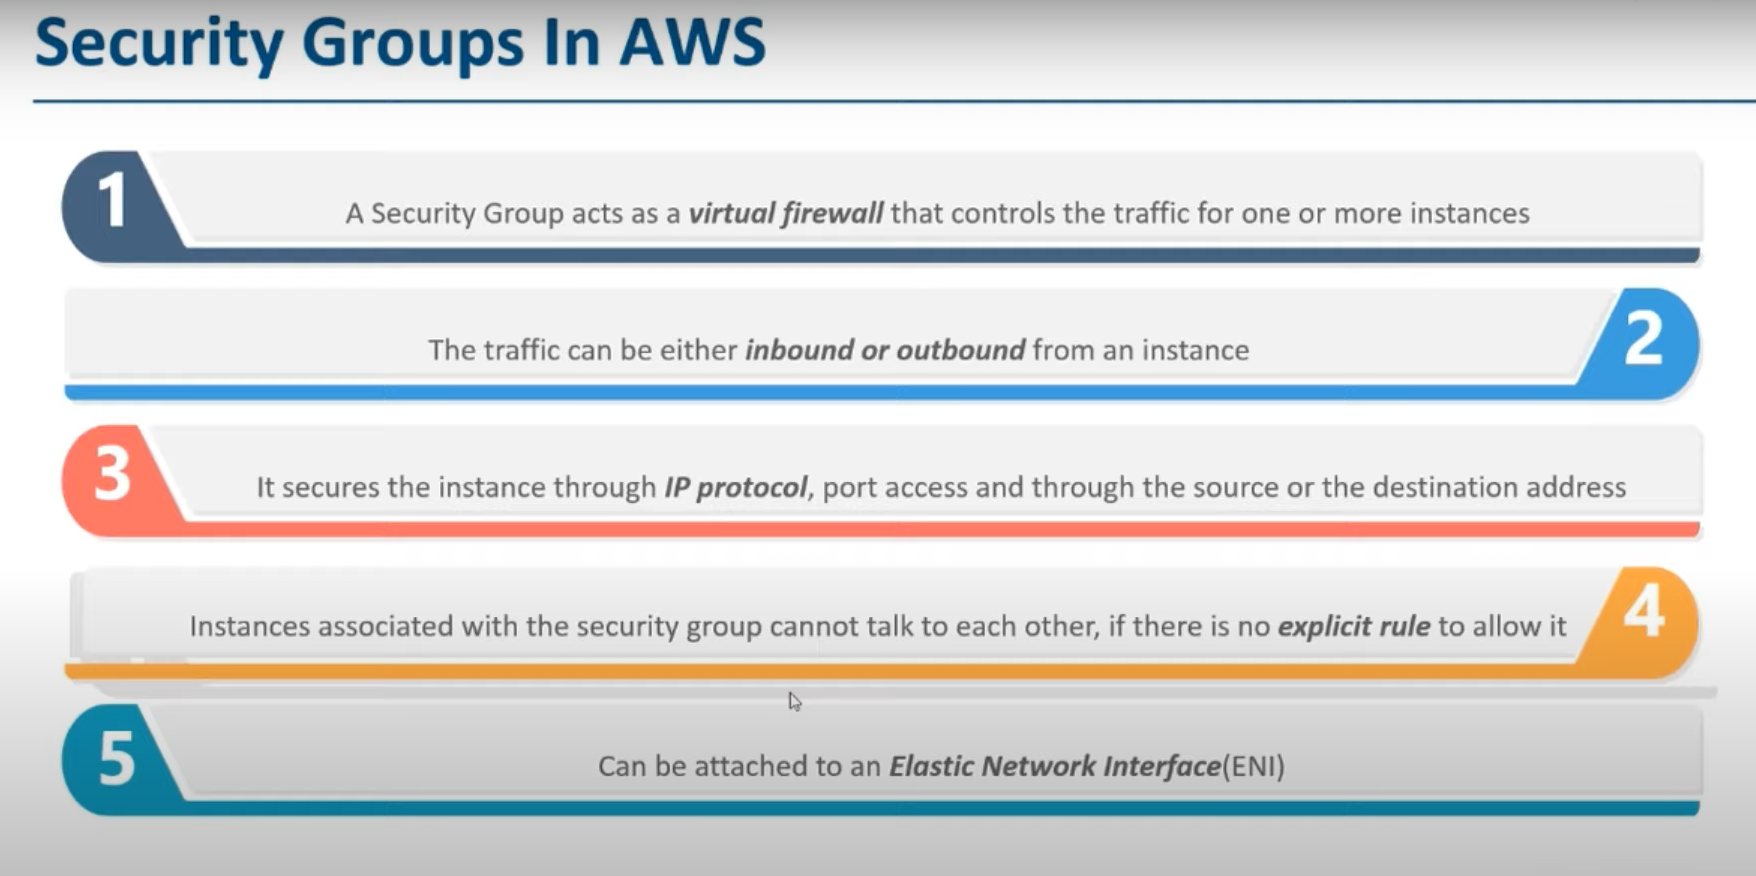 Security Groups In AWS
1
A Security Group acts as a virtual firewall that controls the traffic for one or more instances
The traffic can be either inbound or outbound from an instance
2
3
It secures the instance through IP protocol, port access and through the source or the destination address
Instances associated with the security group cannot talk to each other, if there is no explicit rule to allow it
4
5
Can be attached to an Elastic Network Interface(ENI)